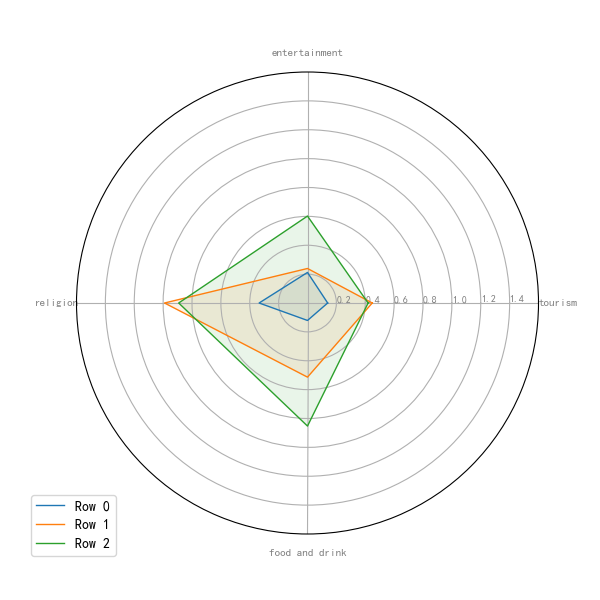 entertainment
religion
0.2 0.4 0.6 0.8 1.0 1.2 1.4
tourism
Row 0
Row 1
Row 2
food and drink